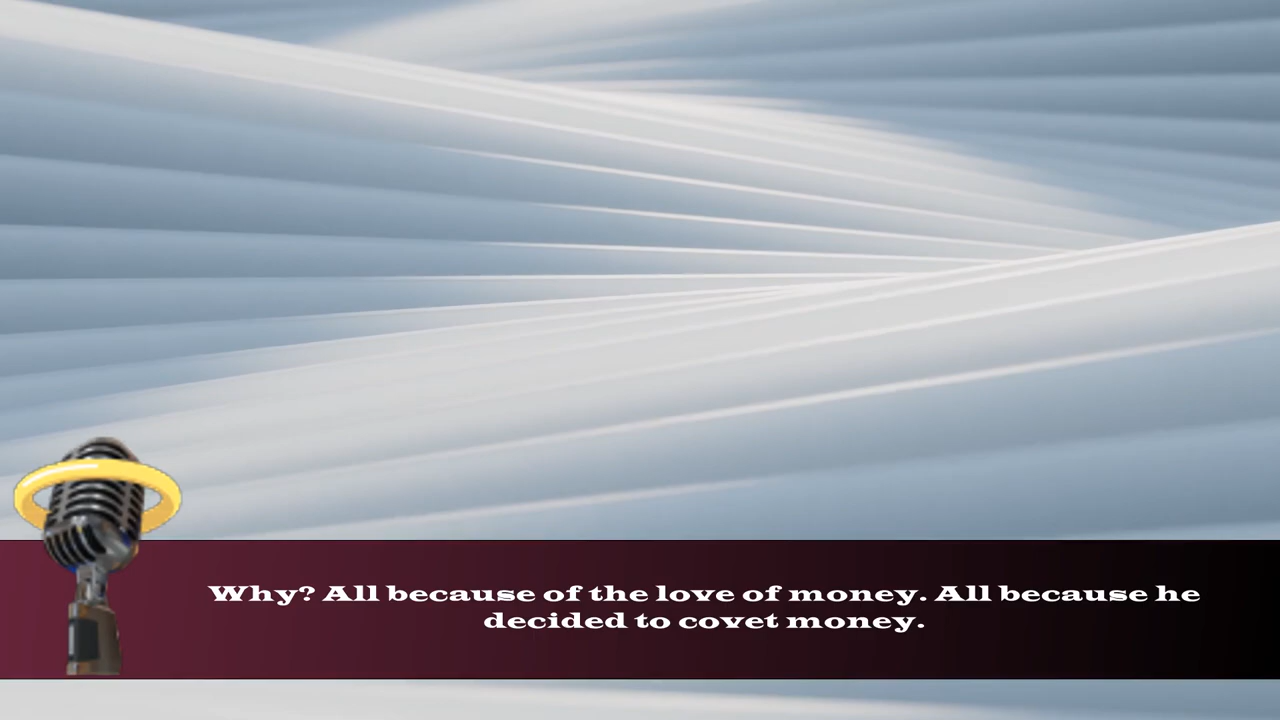 Why? All because of the love of money. All because he
decided to covet money.